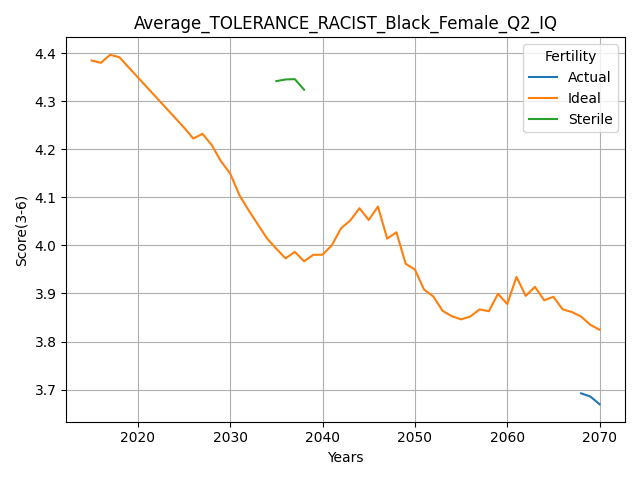 Average_TOLERANCE_RACIST_Black_Female_Q2_IQ
Fertility
Actual
Ideal
Sterile
Score(3-6)
4.4
4.3
4.2
4.1
4.0
3.9
3.8
3.7
2020 2030 2040 2050 2060 2070
Years